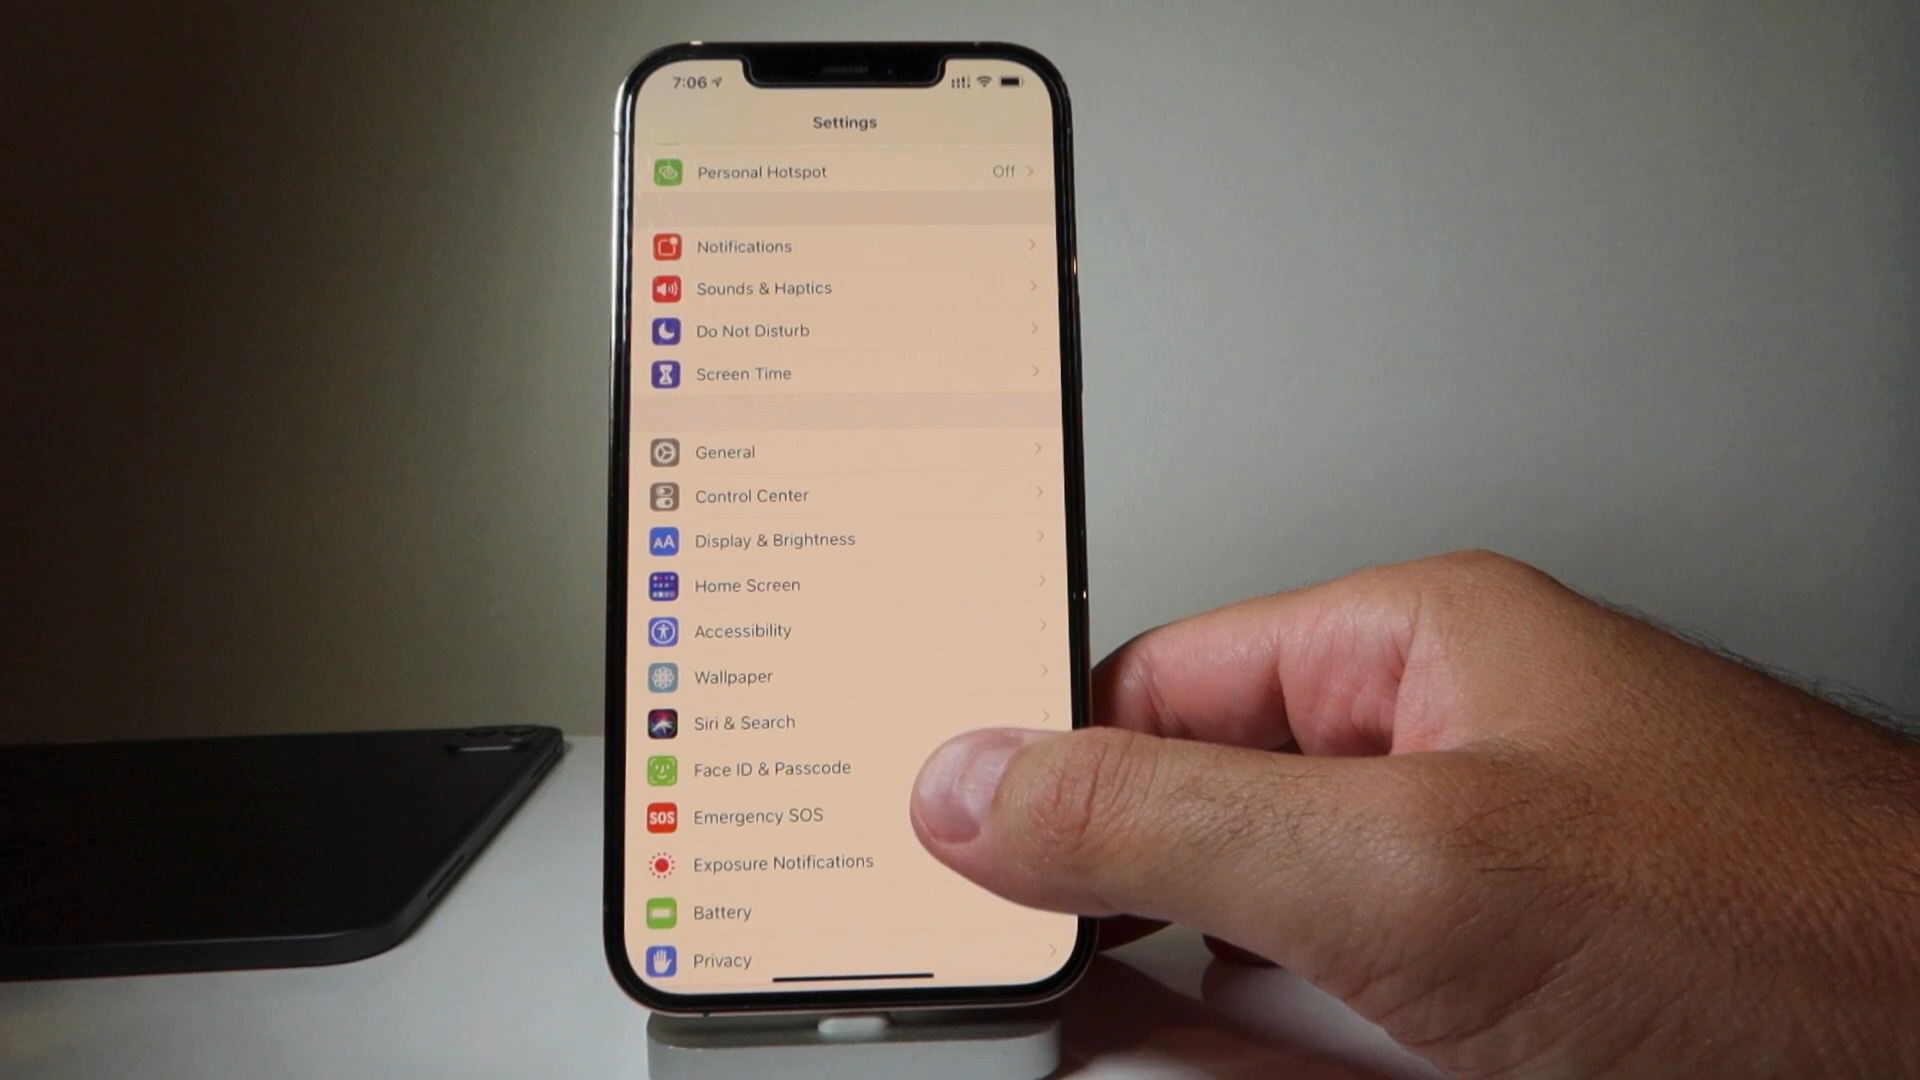 7:06
Settings
Personal Hotspot Off
Notifications
Sounds & Haptics
Do Not Disturb
Screen Time
General
Control Center
AA Display & Brightness
Home Screen
Accessibility
Wallpaper
Siri & Search
Face ID & Passcode
SOS Emergency SOS
Exposure Notifications
Battery
Privacy